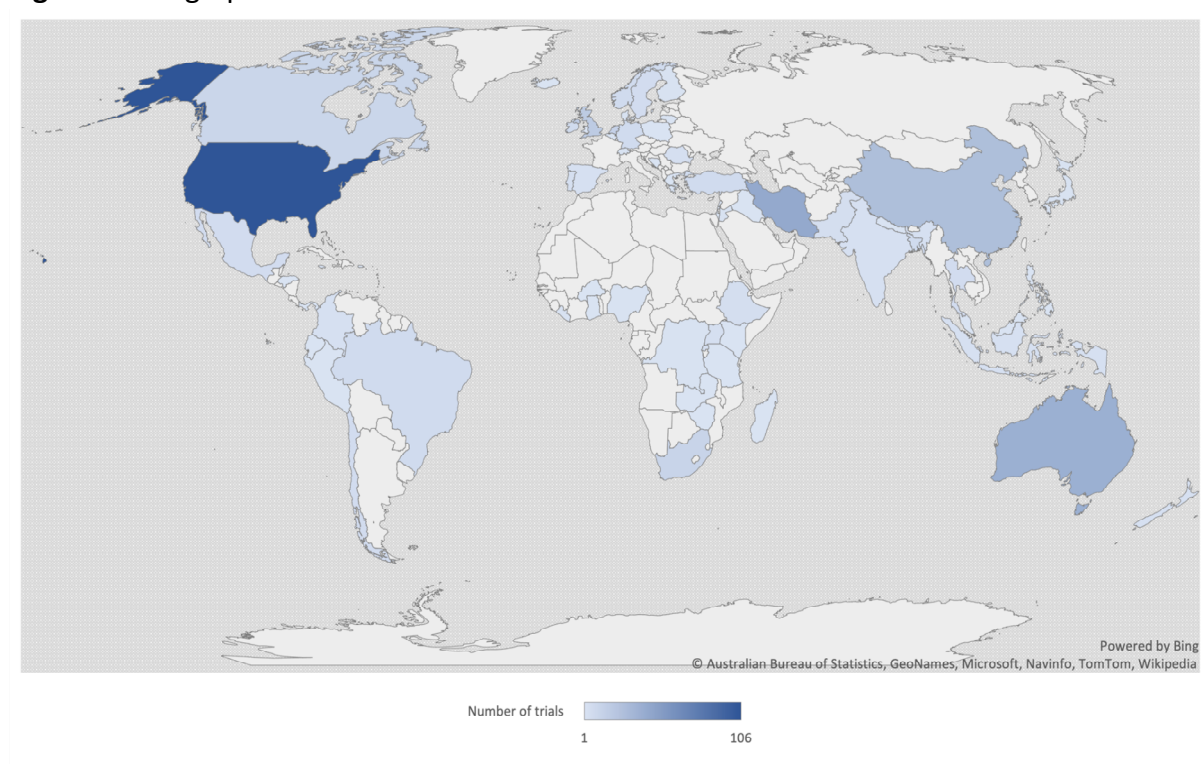 Powered by Bing
© Australian Bureau of Statistics, GeoNames, Microsoft, Navinfo, TomTom, Wikipedia
Number of trials
1
106